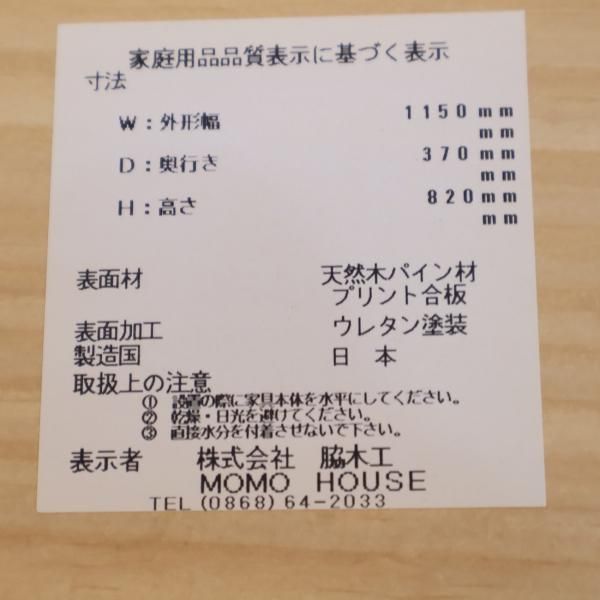 家庭用品品質表示に基づく表示
寸法
W：外形幅 1150mm
mm
D：奥行き 370mm
mm
H：高さ 820mm
mm
表面材 天然木パイン材
プリント合板
表面加工 ウレタン塗装
製造国 日 本
取扱上の注意
① 設置の際に家具本体を水平にしてください。
② 乾燥・日光を避けてください。
③ 直接水分を付着させないで下さい。
表示者 株式会社 脇木工
MOMO HOUSE
TEL(0868)64-2033